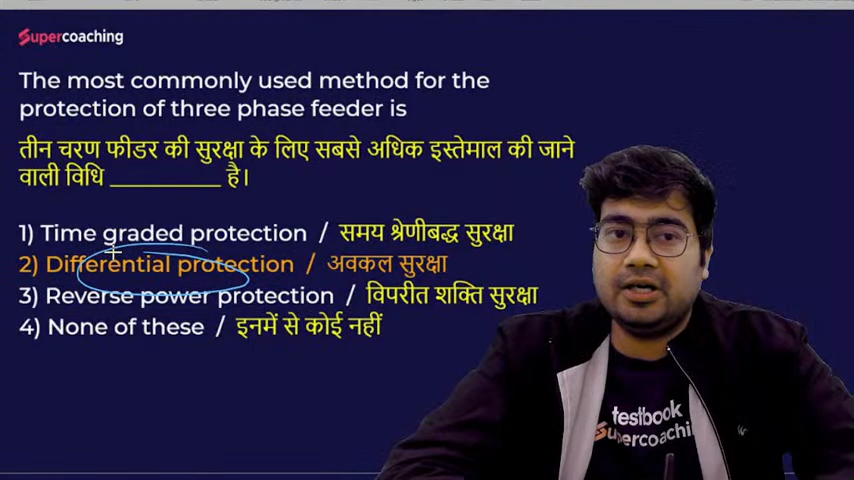 Supercoaching
The most commonly used method for the
protection of three phase feeder is
तीन चरण फीडर की सुरक्षा के लिए सबसे अधिक इस्तेमाल की जाने
वाली विधि __________ है।
1) Time graded protection / समय श्रेणीबद्ध सुरक्षा
2) Differential protection / अवकल सुरक्षा
3) Reverse power protection / विपरीत शक्ति सुरक्षा
4) None of these / इनमें से कोई नहीं
testbook
Supercoachin